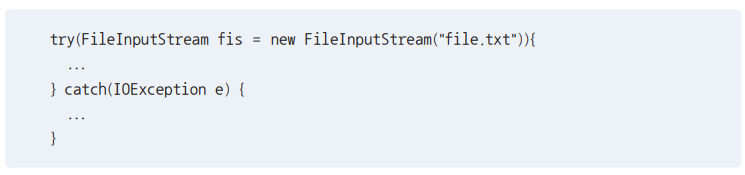 try(FileInputStream fis = new FileInputStream("file.txt")){
...
} catch(IOException e) {
...
}